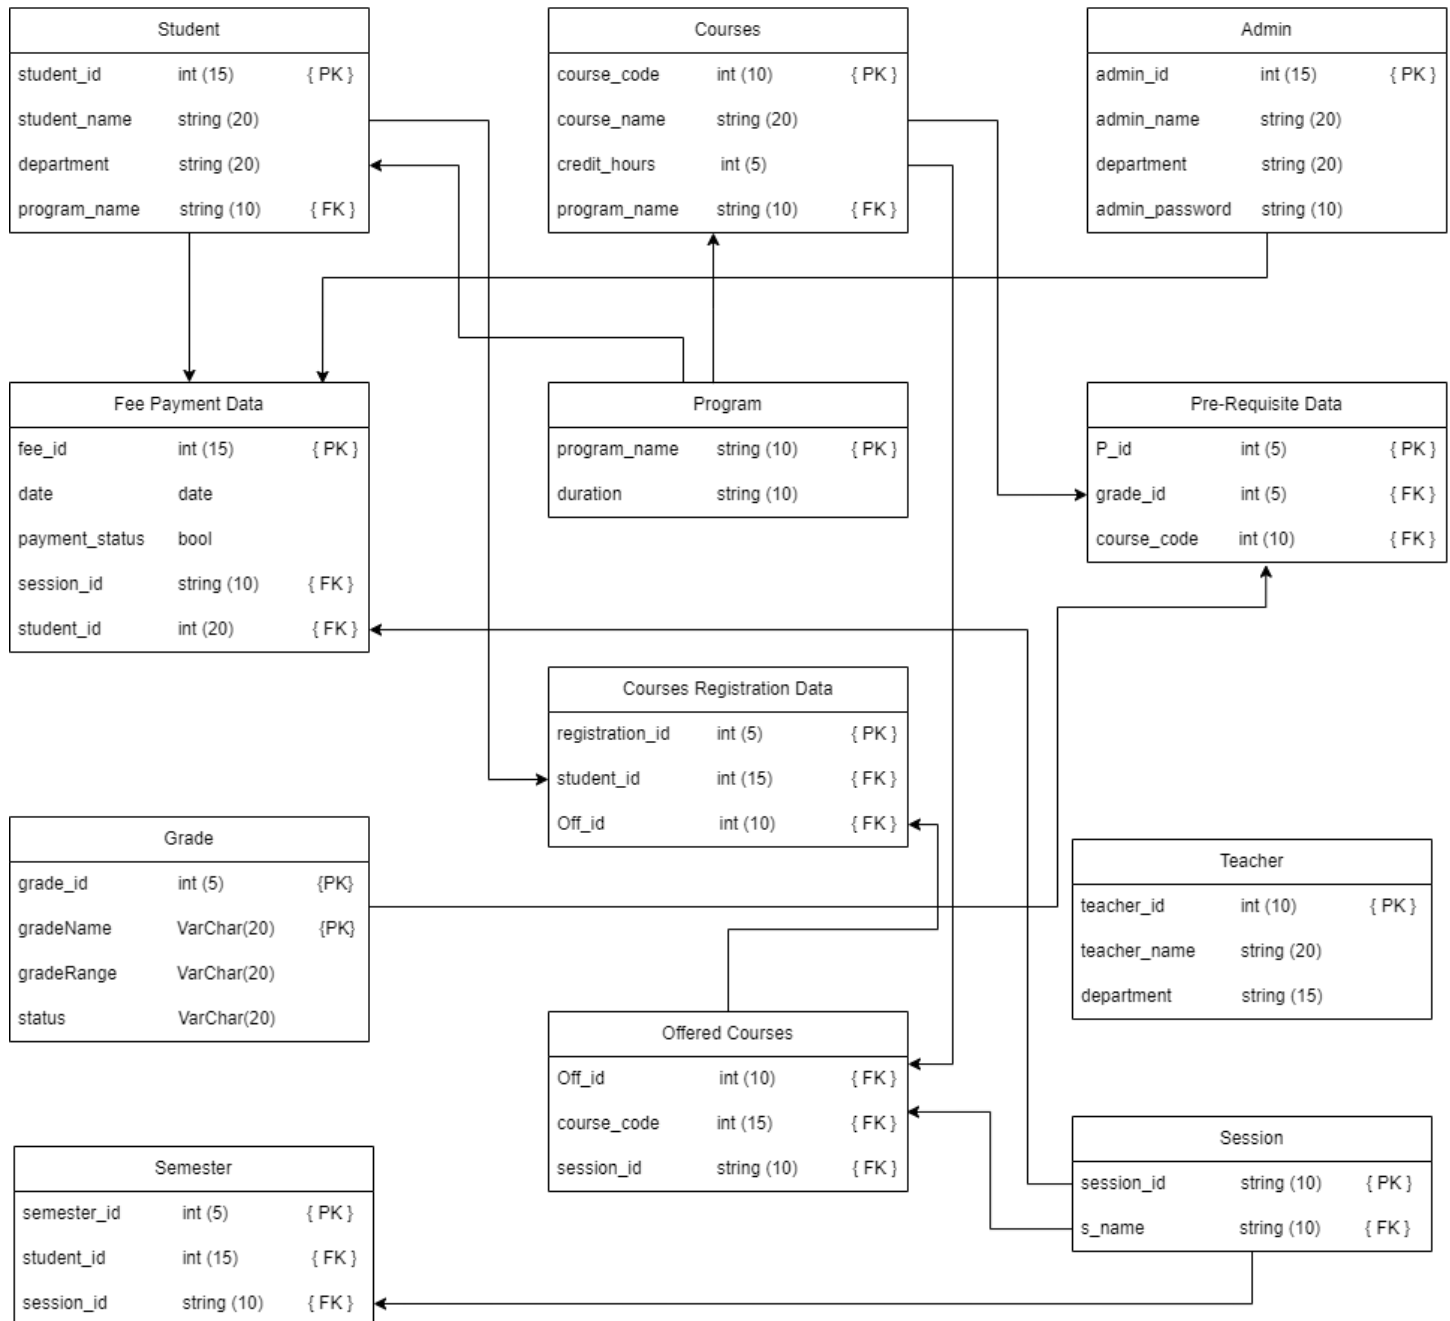 Student
student_id int (15) { PK }
student_name string (20)
department string (20)
program_name string (10) { FK }
Courses
course_code int (10) { PK }
course_name string (20)
credit_hours int (5)
program_name string (10) { FK }
Admin
admin_id int (15) { PK }
admin_name string (20)
department string (20)
admin_password string (10)
Fee Payment Data
fee_id int (15) { PK }
date date
payment_status bool
session_id string (10) { FK }
student_id int (20) { FK }
Program
program_name string (10) { PK }
duration string (10)
Pre-Requisite Data
P_id int (5) { PK }
grade_id int (5) { FK }
course_code int (10) { FK }
Courses Registration Data
registration_id int (5) { PK }
student_id int (15) { FK }
Off_id int (10) { FK }
Grade
grade_id int (5) {PK}
gradeName VarChar(20) {PK}
gradeRange VarChar(20)
status VarChar(20)
Teacher
teacher_id int (10) { PK }
teacher_name string (20)
department string (15)
Offered Courses
Off_id int (10) { FK }
course_code int (15) { FK }
session_id string (10) { FK }
Session
session_id string (10) { PK }
s_name string (10) { FK }
Semester
semester_id int (5) { PK }
student_id int (15) { FK }
session_id string (10) { FK }